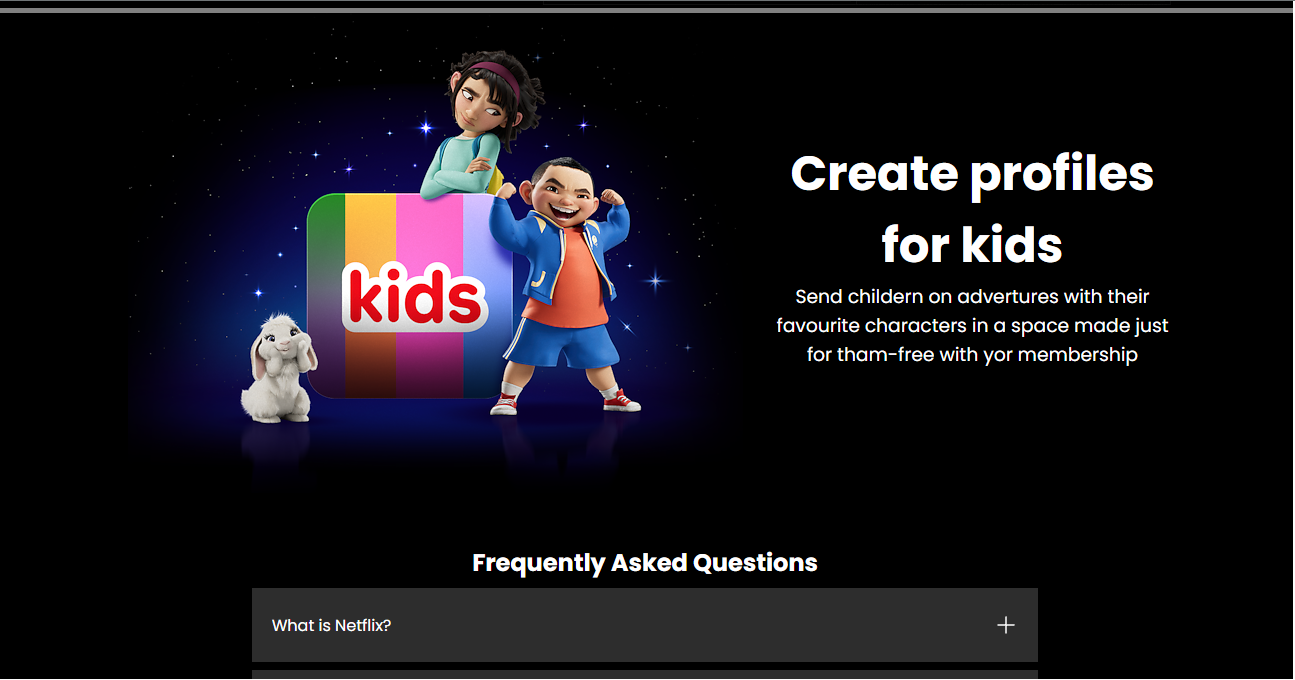 kids
Create profiles
for kids
Send childern on advertures with their
favourite characters in a space made just
for tham-free with yor membership
Frequently Asked Questions
What is Netflix?